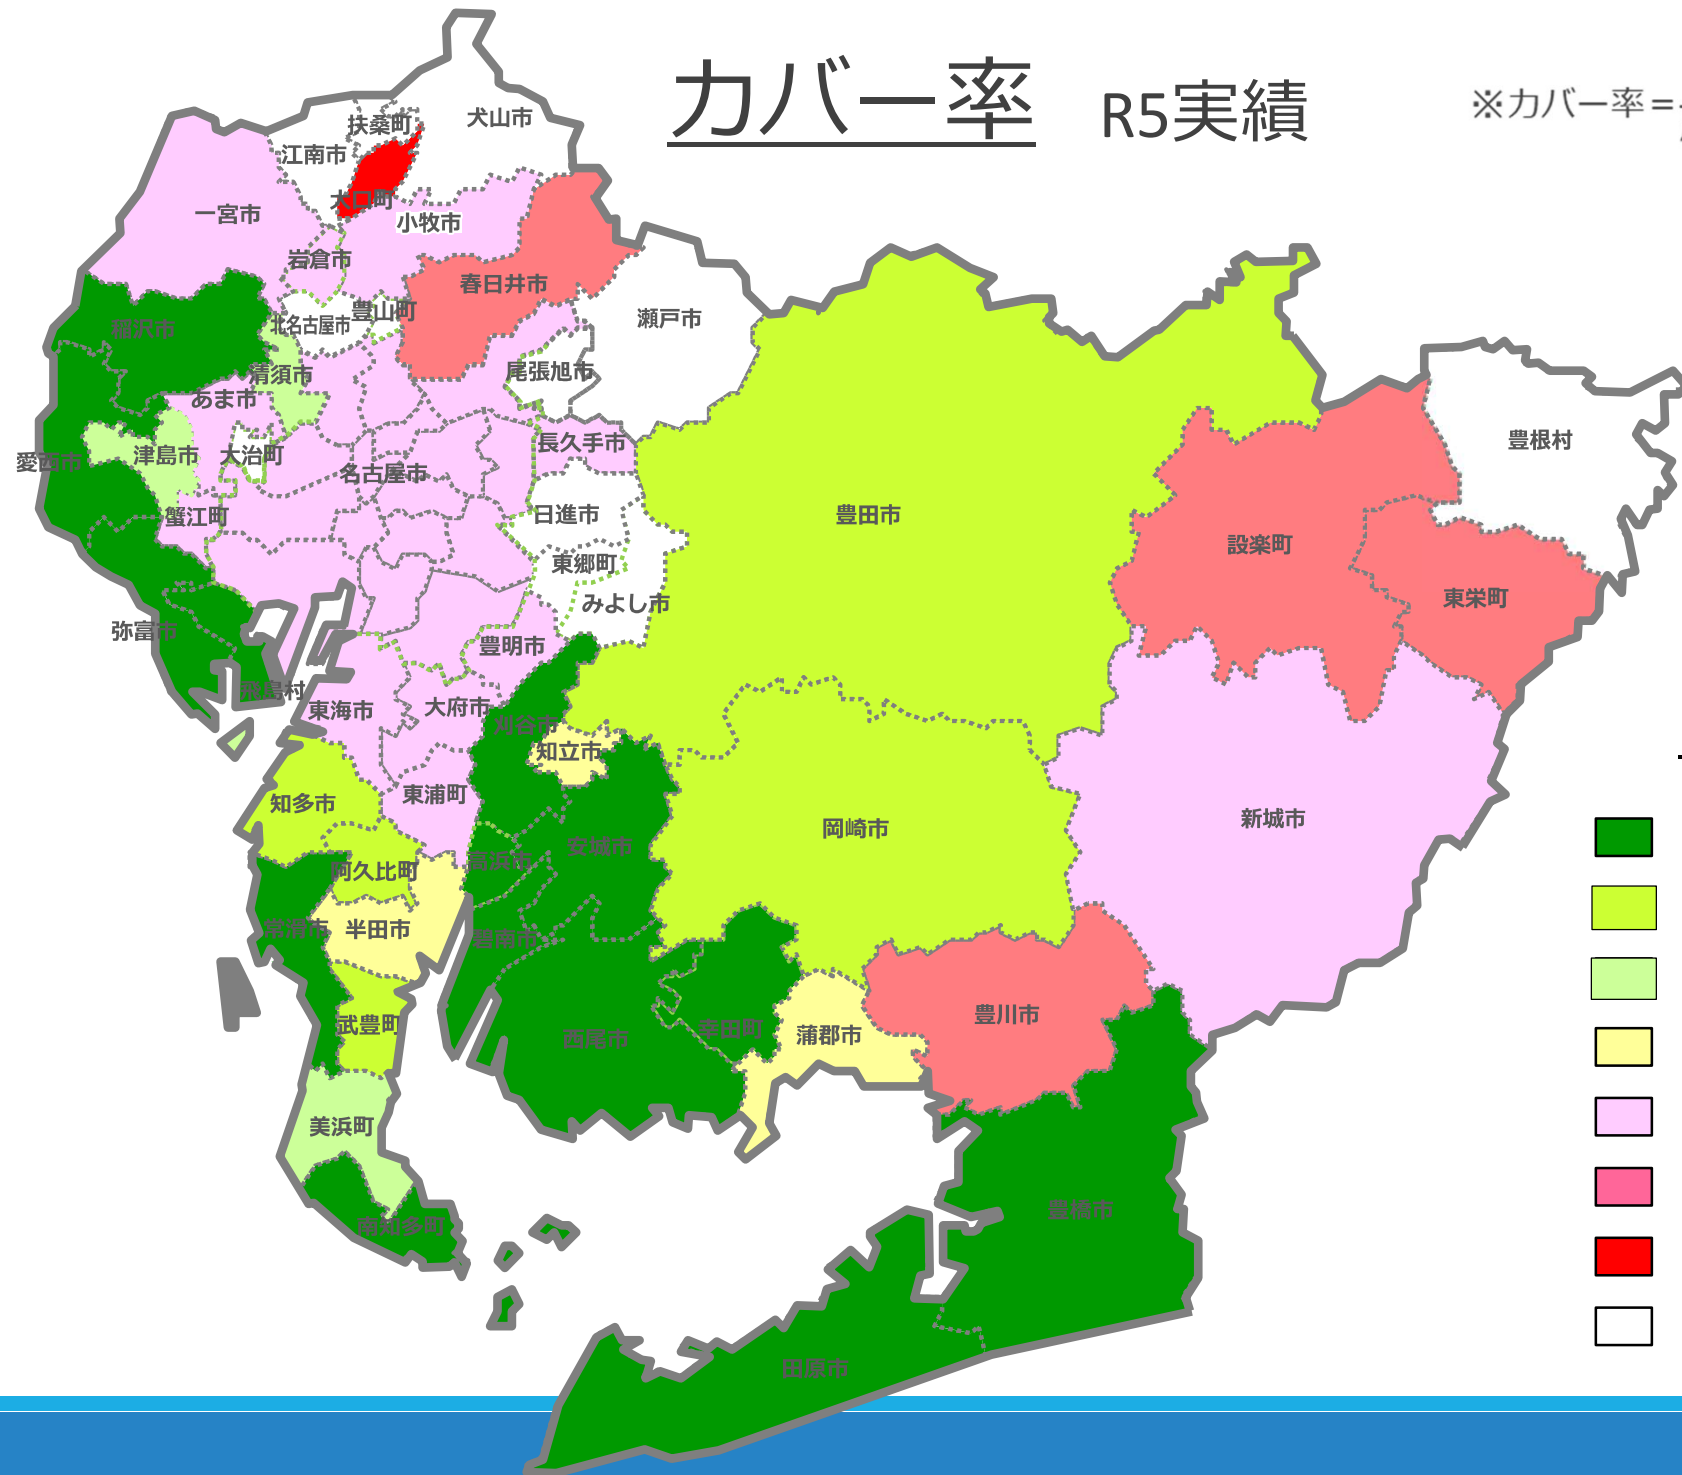 カバー率 R5実績
※カバー率=
犬山市
扶桑町
江南市
大口町
一宮市
小牧市
岩倉市
春日井市
豊山町
北名古屋市
瀬戸市
稲沢市
清須市
尾張旭市
あま市
長久手市
豊根村
津島市
大治町
愛西市
名古屋市
蟹江町
日進市
豊田市
設楽町
東郷町
東栄町
みよし市
弥富市
豊明市
飛島村
東海市
大府市
刈谷市
知立市
知多市
東浦町
岡崎市
新城市
安城市
高浜市
阿久比町
常滑市
半田市
碧南市
武豊町
西尾市
幸田町
蒲郡市
豊川市
美浜町
南知多町
豊橋市
田原市